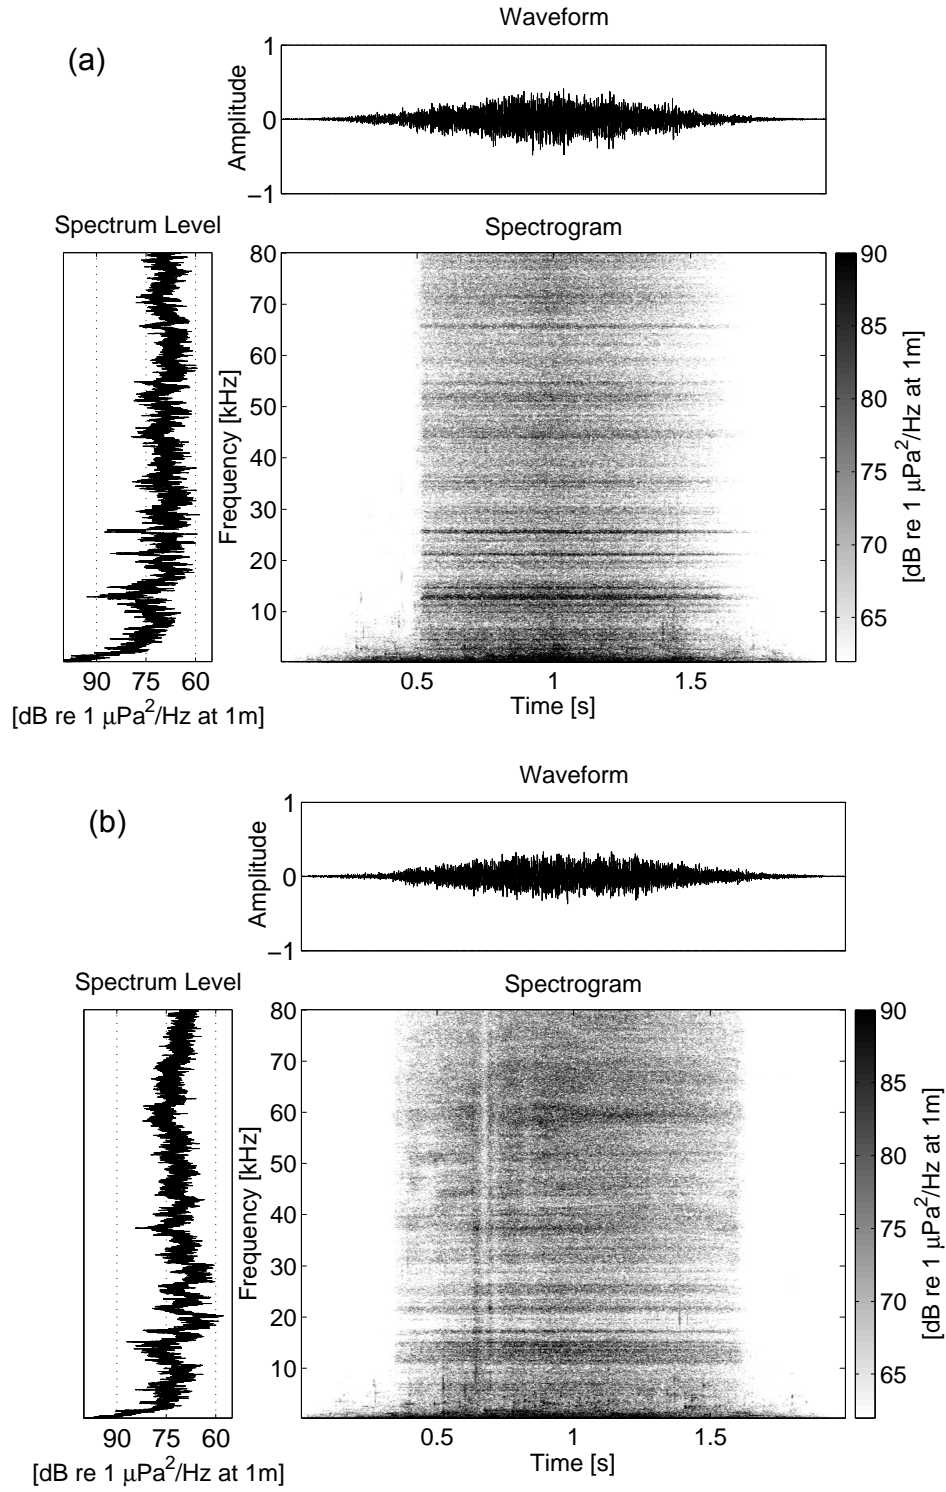 (a)
Waveform
Amplitude
1
0
−1
Spectrum Level
Spectrogram
Frequency [kHz]
80
70
60
50
40
30
20
10
90 75 60
[dB re 1 μPa²/Hz at 1m]
0.5 1 1.5
Time [s]
90
85
80
75
70
65
[dB re 1 μPa²/Hz at 1m]
(b)
Waveform
Amplitude
1
0
−1
Spectrum Level
Spectrogram
Frequency [kHz]
80
70
60
50
40
30
20
10
90 75 60
[dB re 1 μPa²/Hz at 1m]
0.5 1 1.5
Time [s]
90
85
80
75
70
65
[dB re 1 μPa²/Hz at 1m]